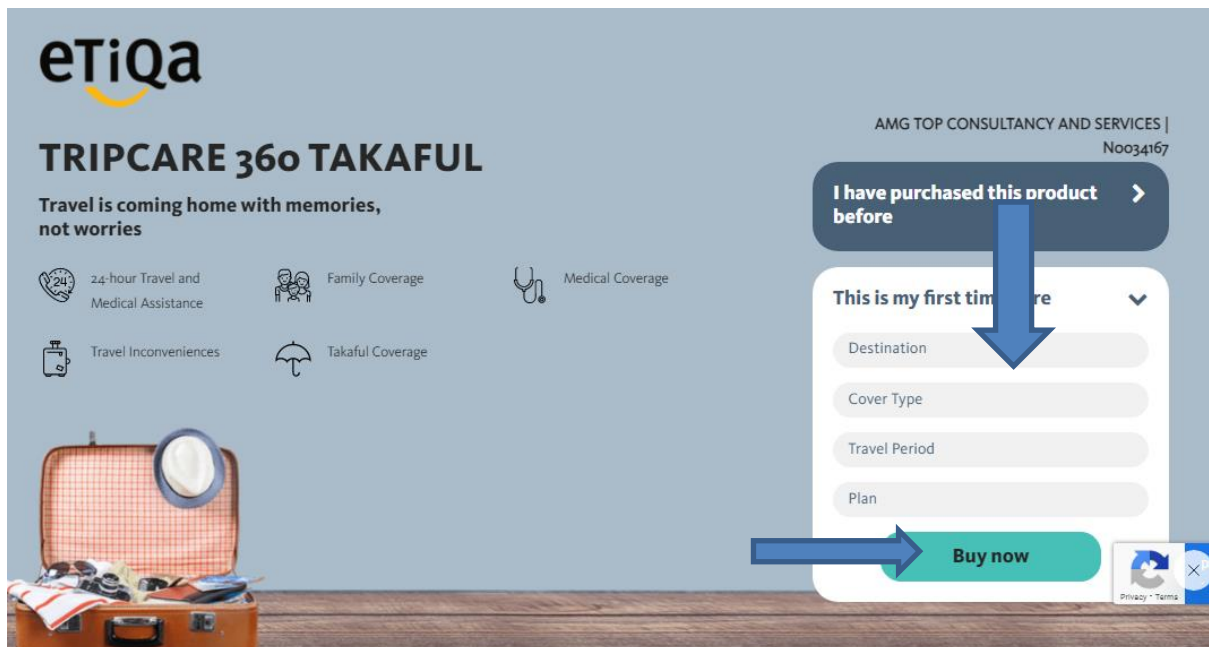 eTiQa
TRIPCARE 360 TAKAFUL
Travel is coming home with memories,
not worries
24
24-hour Travel and
Medical Assistance
Family Coverage
Medical Coverage
Travel Inconveniences
Takaful Coverage
AMG TOP CONSULTANCY AND SERVICES |
N0034167
I have purchased this product
before
This is my first tim re
Destination
Cover Type
Travel Period
Plan
Buy now
Privacy - Terms